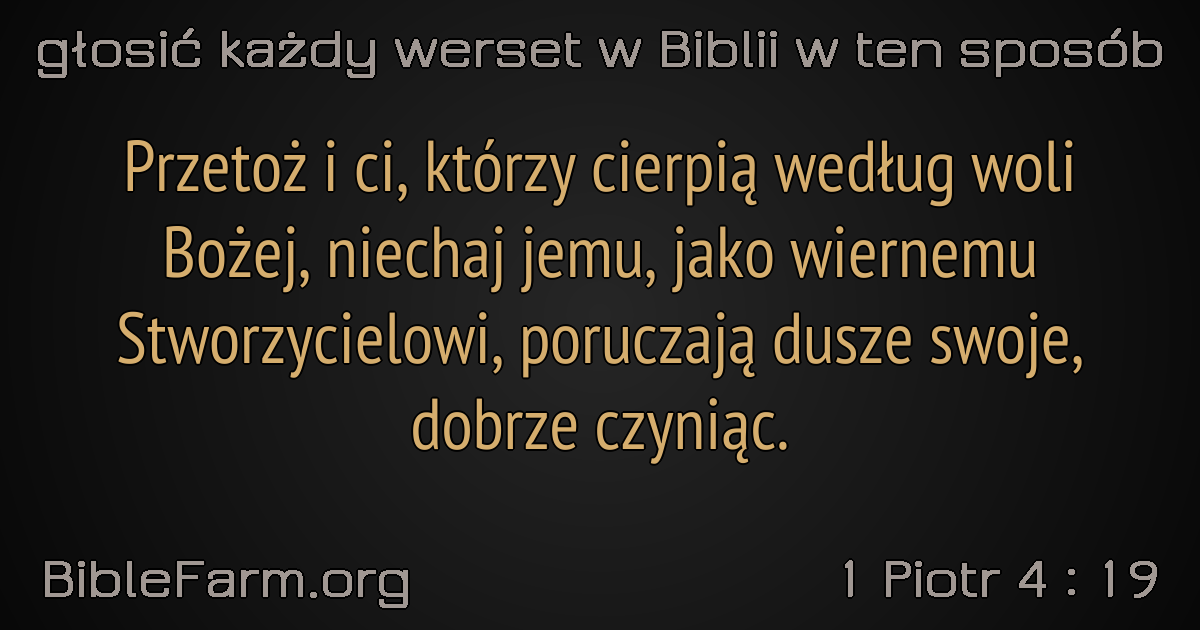 głosić każdy werset w Biblii w ten sposób
Przetoż i ci, którzy cierpią według woli
Bożej, niechaj jemu, jako wiernemu
Stworzycielowi, poruczają dusze swoje,
dobrze czyniąc.
BibleFarm.org
1 Piotr 4 : 19